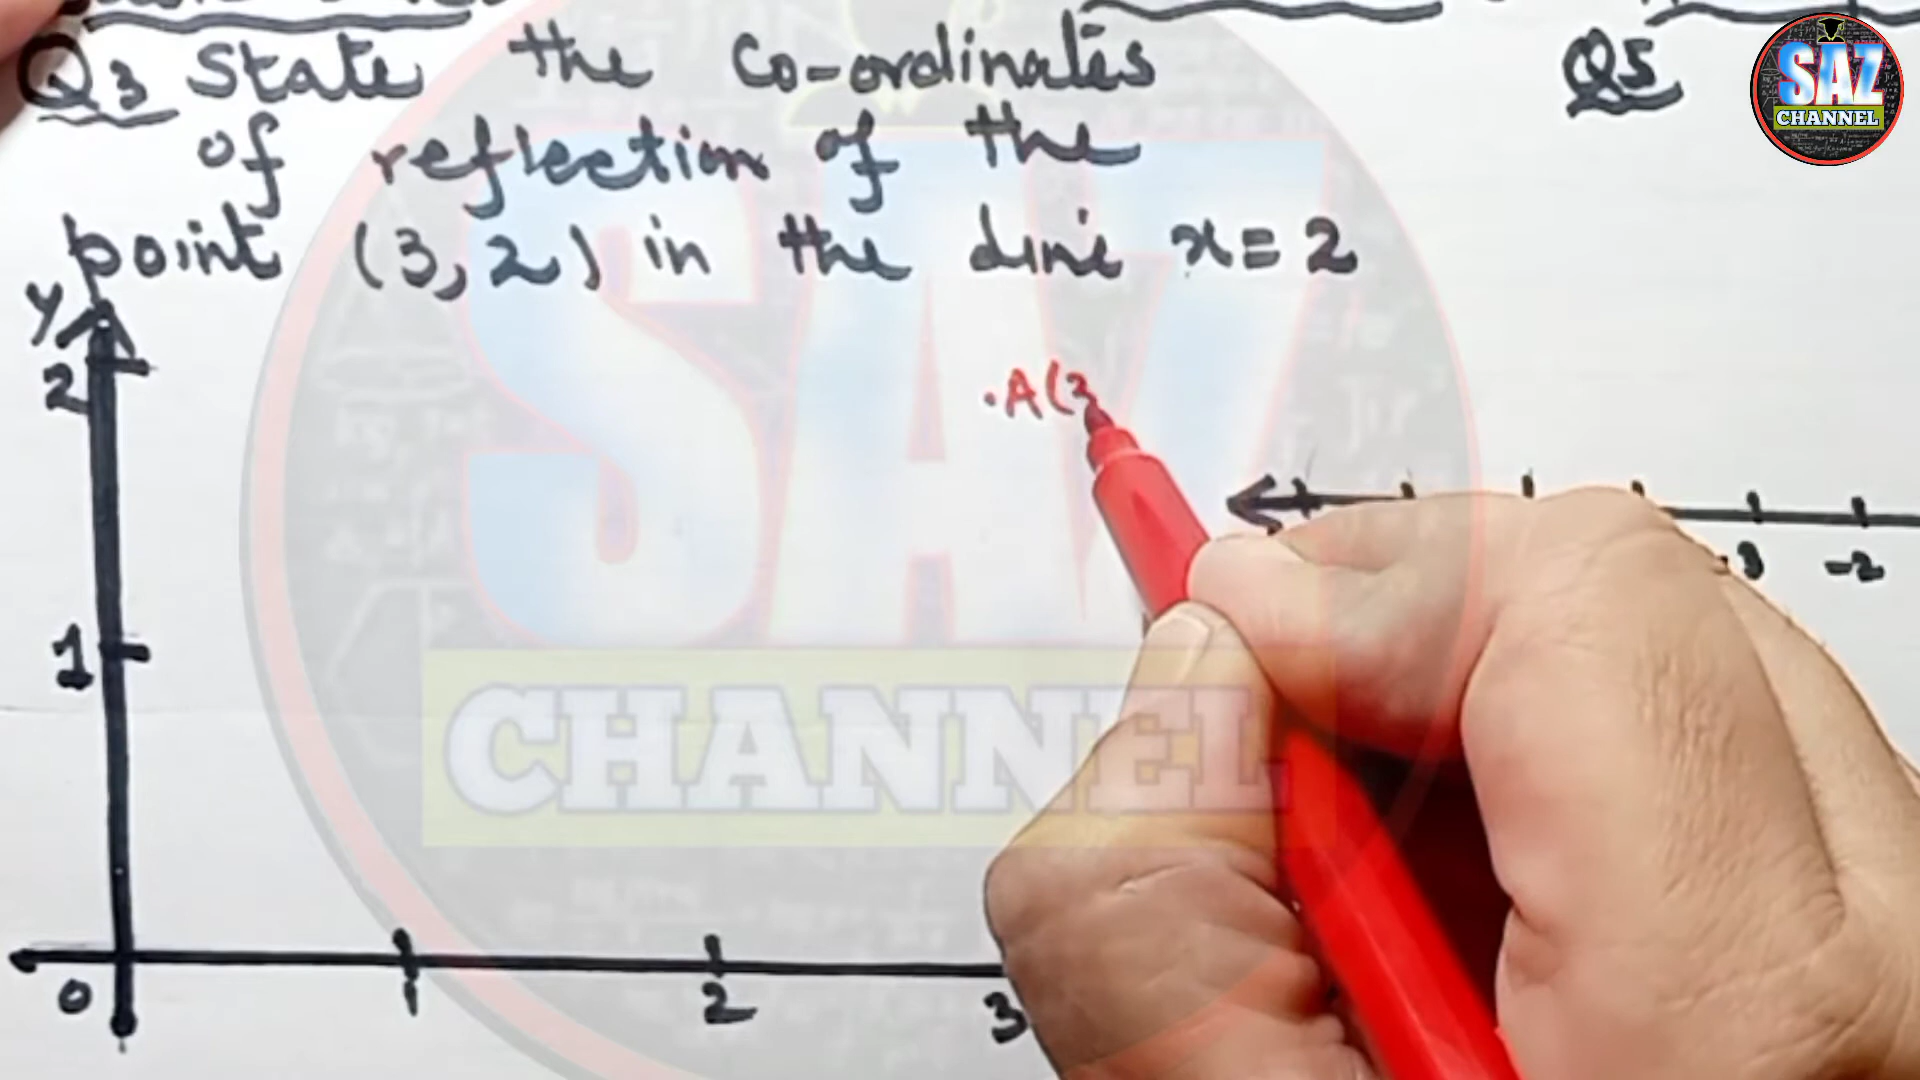 Q3 State the co-ordinates
of reflection of the
point (3, 2) in the line x = 2
Q5
SAZ
CHANNEL
Y
2
.A(3
1
-3 -2
SAZ
CHANNEL
0 1 2 3